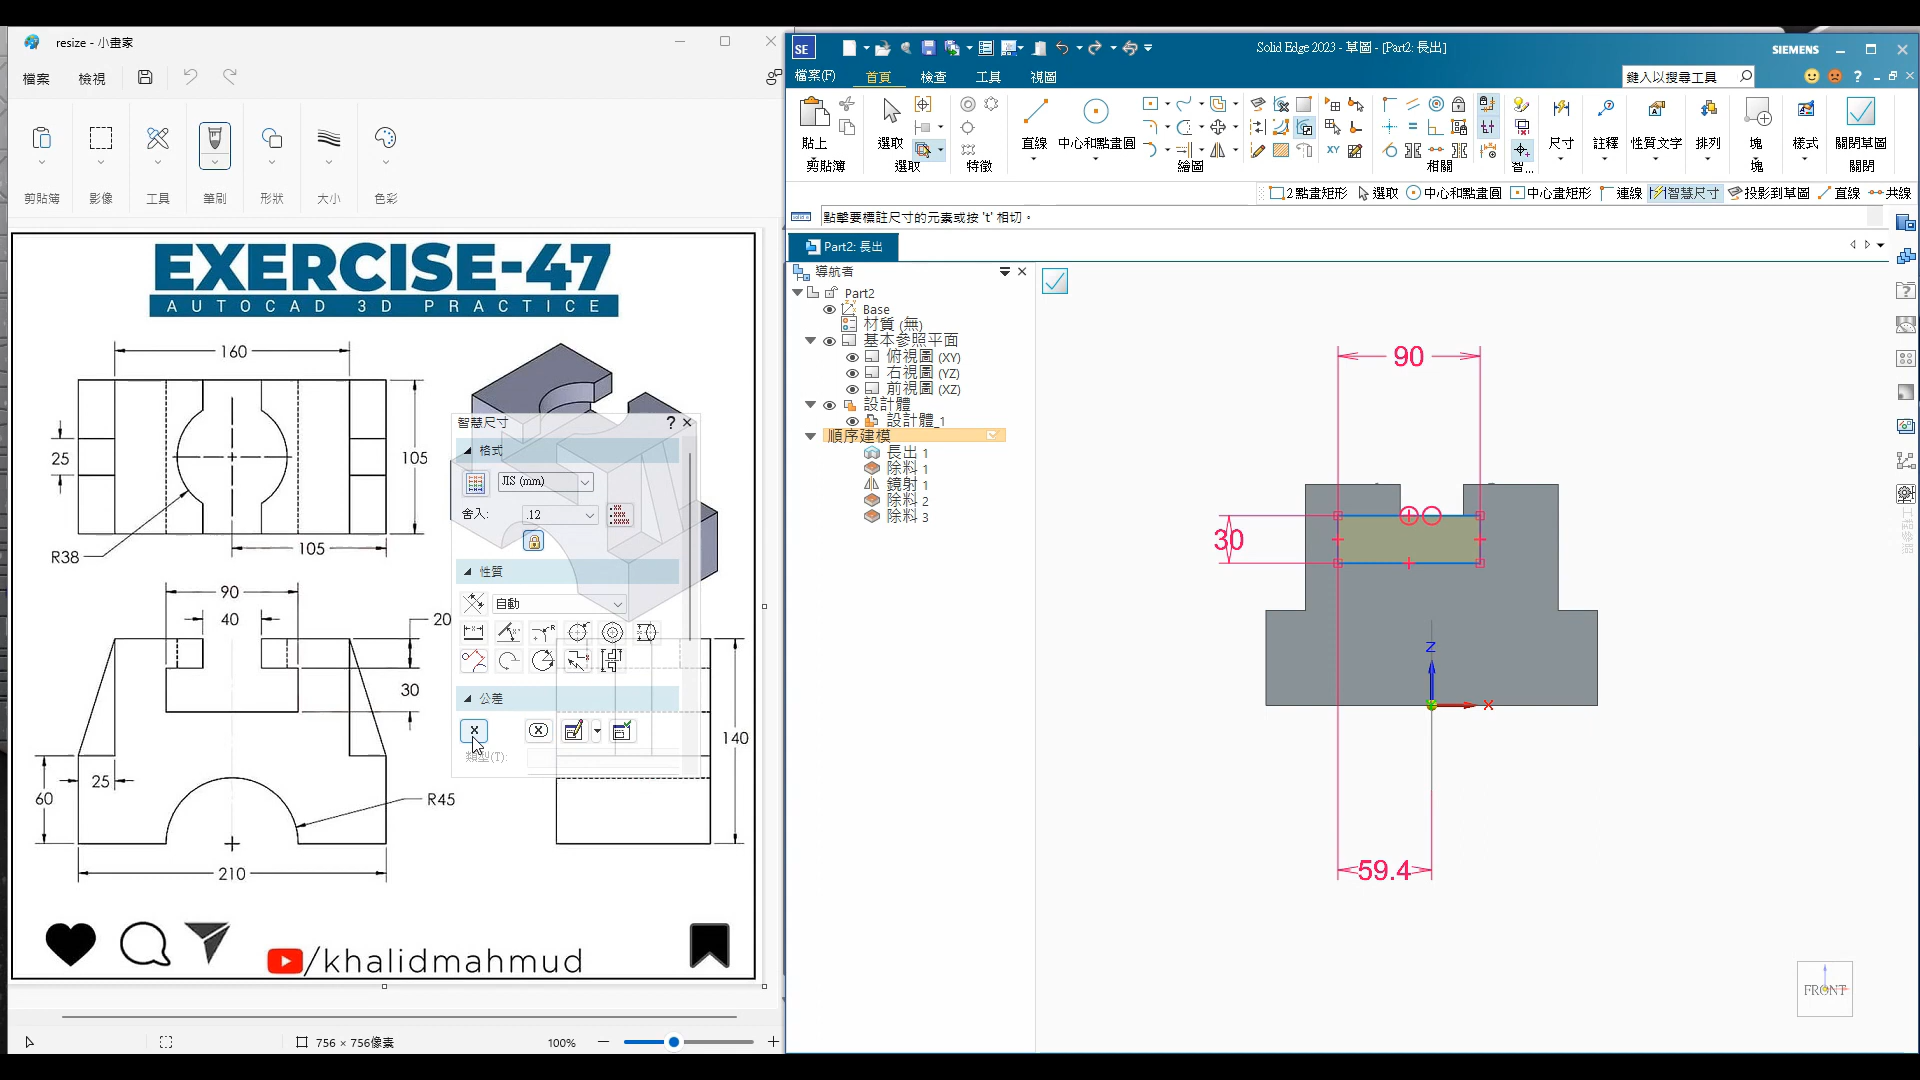 resize - 小畫家
檔案
檢視
剪貼簿
影像
工具
筆刷
形狀
大小
色彩
EXERCISE-47
AUTOCAD 3D PRACTICE
160
25
105
R38
105
90
40
20
30
25
60
R45
210
140
/khalidmahmud
756 × 756像素
100%
智慧尺寸
?
格式
JIS (mm)
舍入:
.12
性質
自動
公差
類型(T):
SE
Solid Edge 2023 - 草圖 - [Part2: 長出]
SIEMENS
檔案(F)
首頁
檢查
工具
視圖
鍵入以搜尋工具
貼上
剪貼簿
選取
選取
特徵
直線
中心和點畫圓
繪圖
XY
相關
智...
尺寸
註釋
性質文字
排列
塊
塊
樣式
關閉草圖
關閉
2 點畫矩形
選取
中心和點畫圓
中心畫矩形
連線
智慧尺寸
投影到草圖
直線
共線
點擊要標註尺寸的元素或按 't' 相切。
Part2: 長出
導航者
Part2
Base
材質 (無)
基本參照平面
俯視圖 (XY)
右視圖 (YZ)
前視圖 (XZ)
設計體
設計體_1
順序建模
長出 1
除料 1
鏡射 1
除料 2
除料 3
90
30
Z
X
59.4
FRONT
工程參照